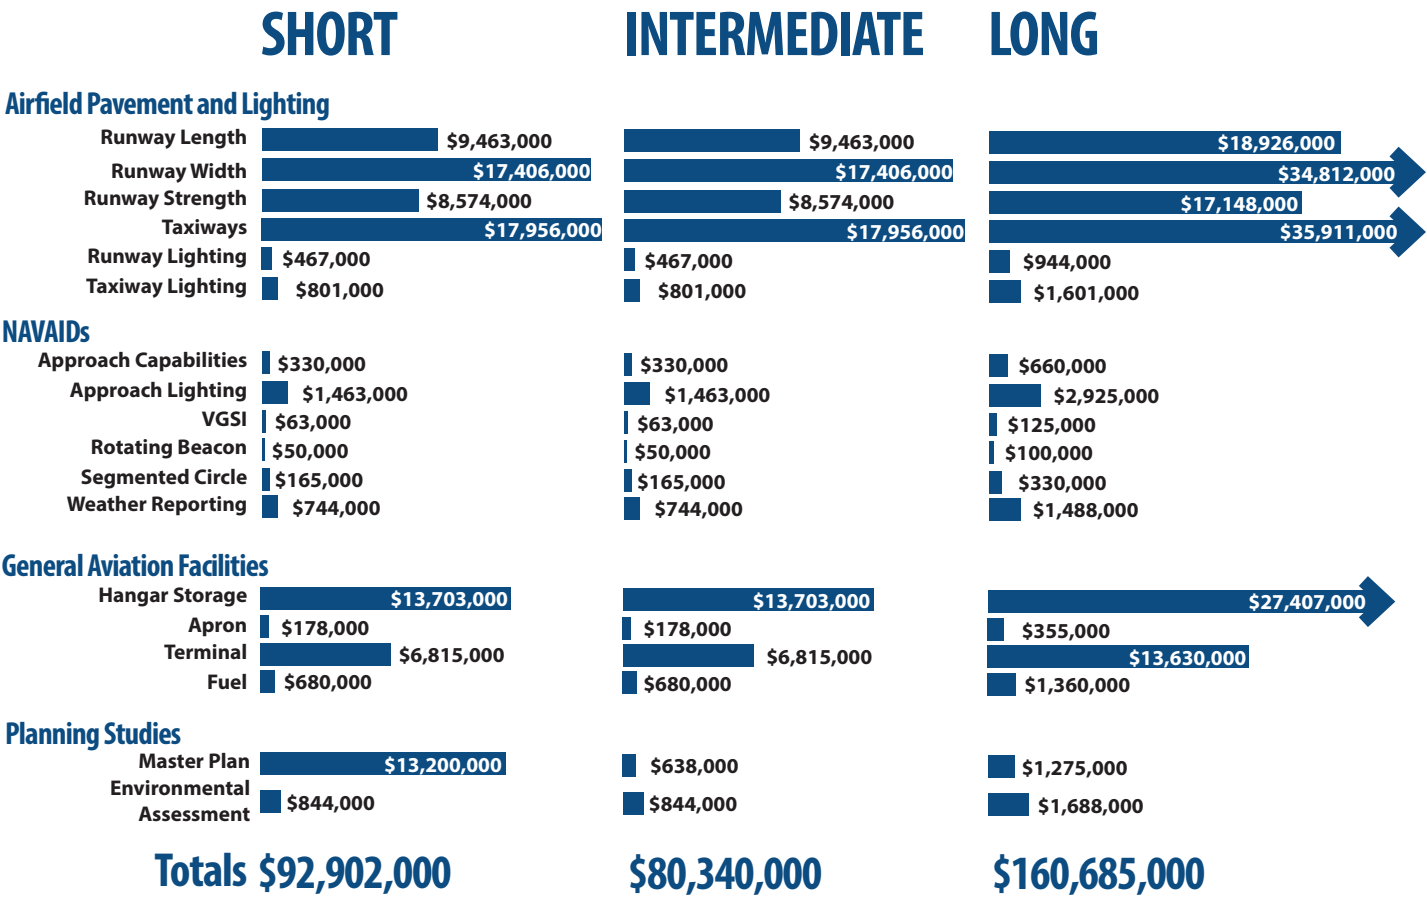 SHORT INTERMEDIATE LONG
Airfield Pavement and Lighting
Runway Length $9,463,000 $9,463,000 $18,926,000
Runway Width $17,406,000 $17,406,000 $34,812,000
Runway Strength $8,574,000 $8,574,000 $17,148,000
Taxiways $17,956,000 $17,956,000 $35,911,000
Runway Lighting $467,000 $467,000 $944,000
Taxiway Lighting $801,000 $801,000 $1,601,000
NAVAIDs
Approach Capabilities $330,000 $330,000 $660,000
Approach Lighting $1,463,000 $1,463,000 $2,925,000
VGSI $63,000 $63,000 $125,000
Rotating Beacon $50,000 $50,000 $100,000
Segmented Circle $165,000 $165,000 $330,000
Weather Reporting $744,000 $744,000 $1,488,000
General Aviation Facilities
Hangar Storage $13,703,000 $13,703,000 $27,407,000
Apron $178,000 $178,000 $355,000
Terminal $6,815,000 $6,815,000 $13,630,000
Fuel $680,000 $680,000 $1,360,000
Planning Studies
Master Plan $13,200,000 $638,000 $1,275,000
Environmental
Assessment $844,000 $844,000 $1,688,000
Totals $92,902,000 $80,340,000 $160,685,000